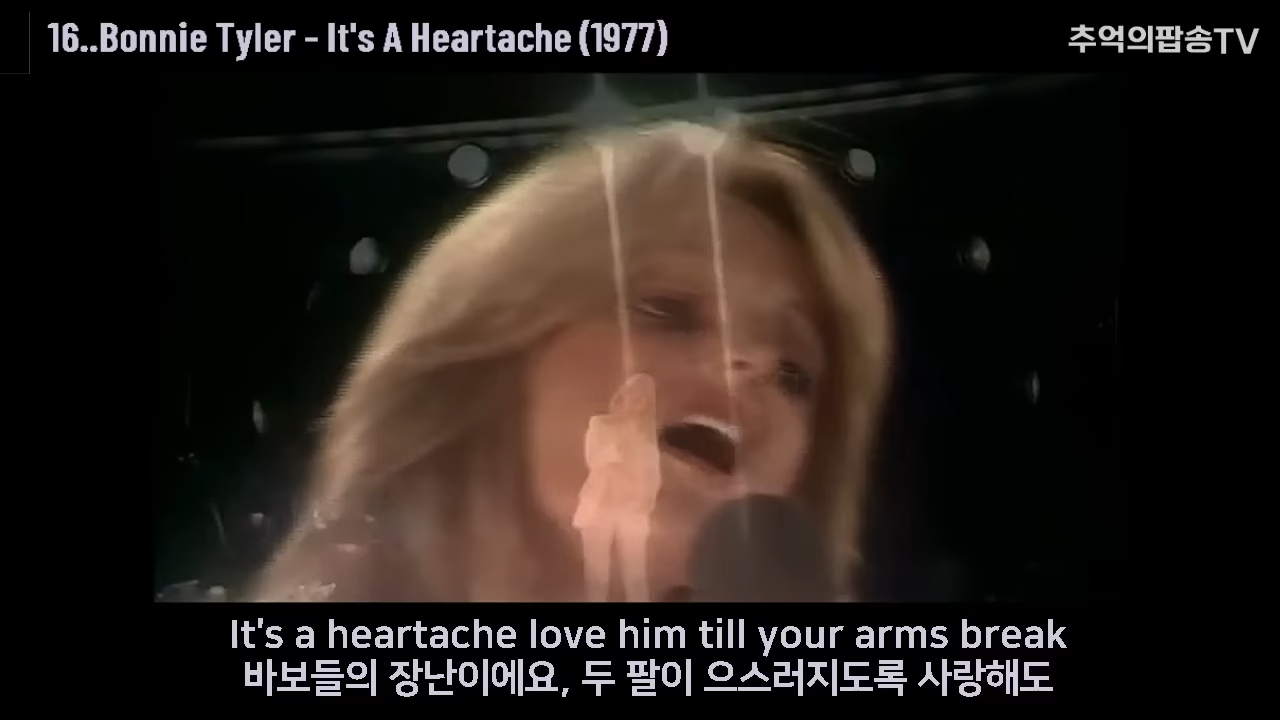 16..Bonnie Tyler - It's A Heartache (1977)
추억의팝송TV
It's a heartache love him till your arms break
바보들의 장난이에요, 두 팔이 으스러지도록 사랑해도